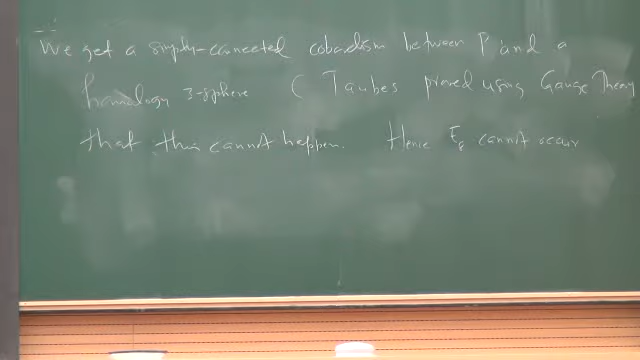 We get a simply-connected cobordism between P and a
homology 3-sphere ( Taubes proved using Gauge Theory
that this cannot happen. Hence E8 cannot occur